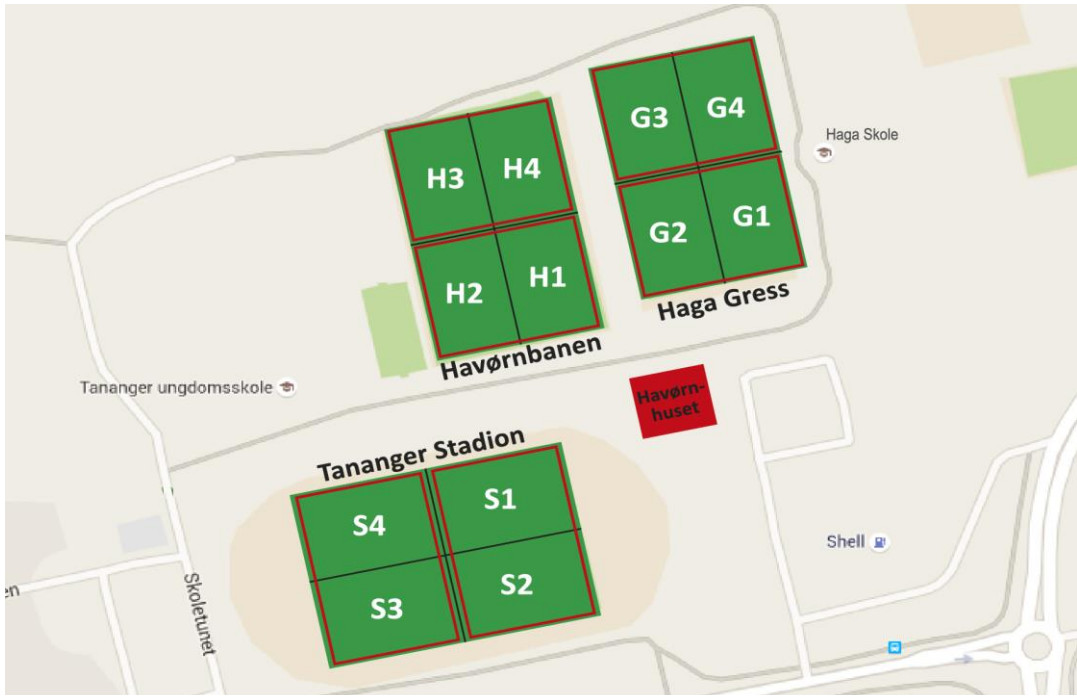 G3
G4
Haga Skole
H3
H4
G2
G1
H2
H1
Haga Gress
Havørnbanen
Tananger ungdomsskole
Havørn-
huset
Tananger Stadion
S4
S1
Shell
S3
S2
en
Skoletunet